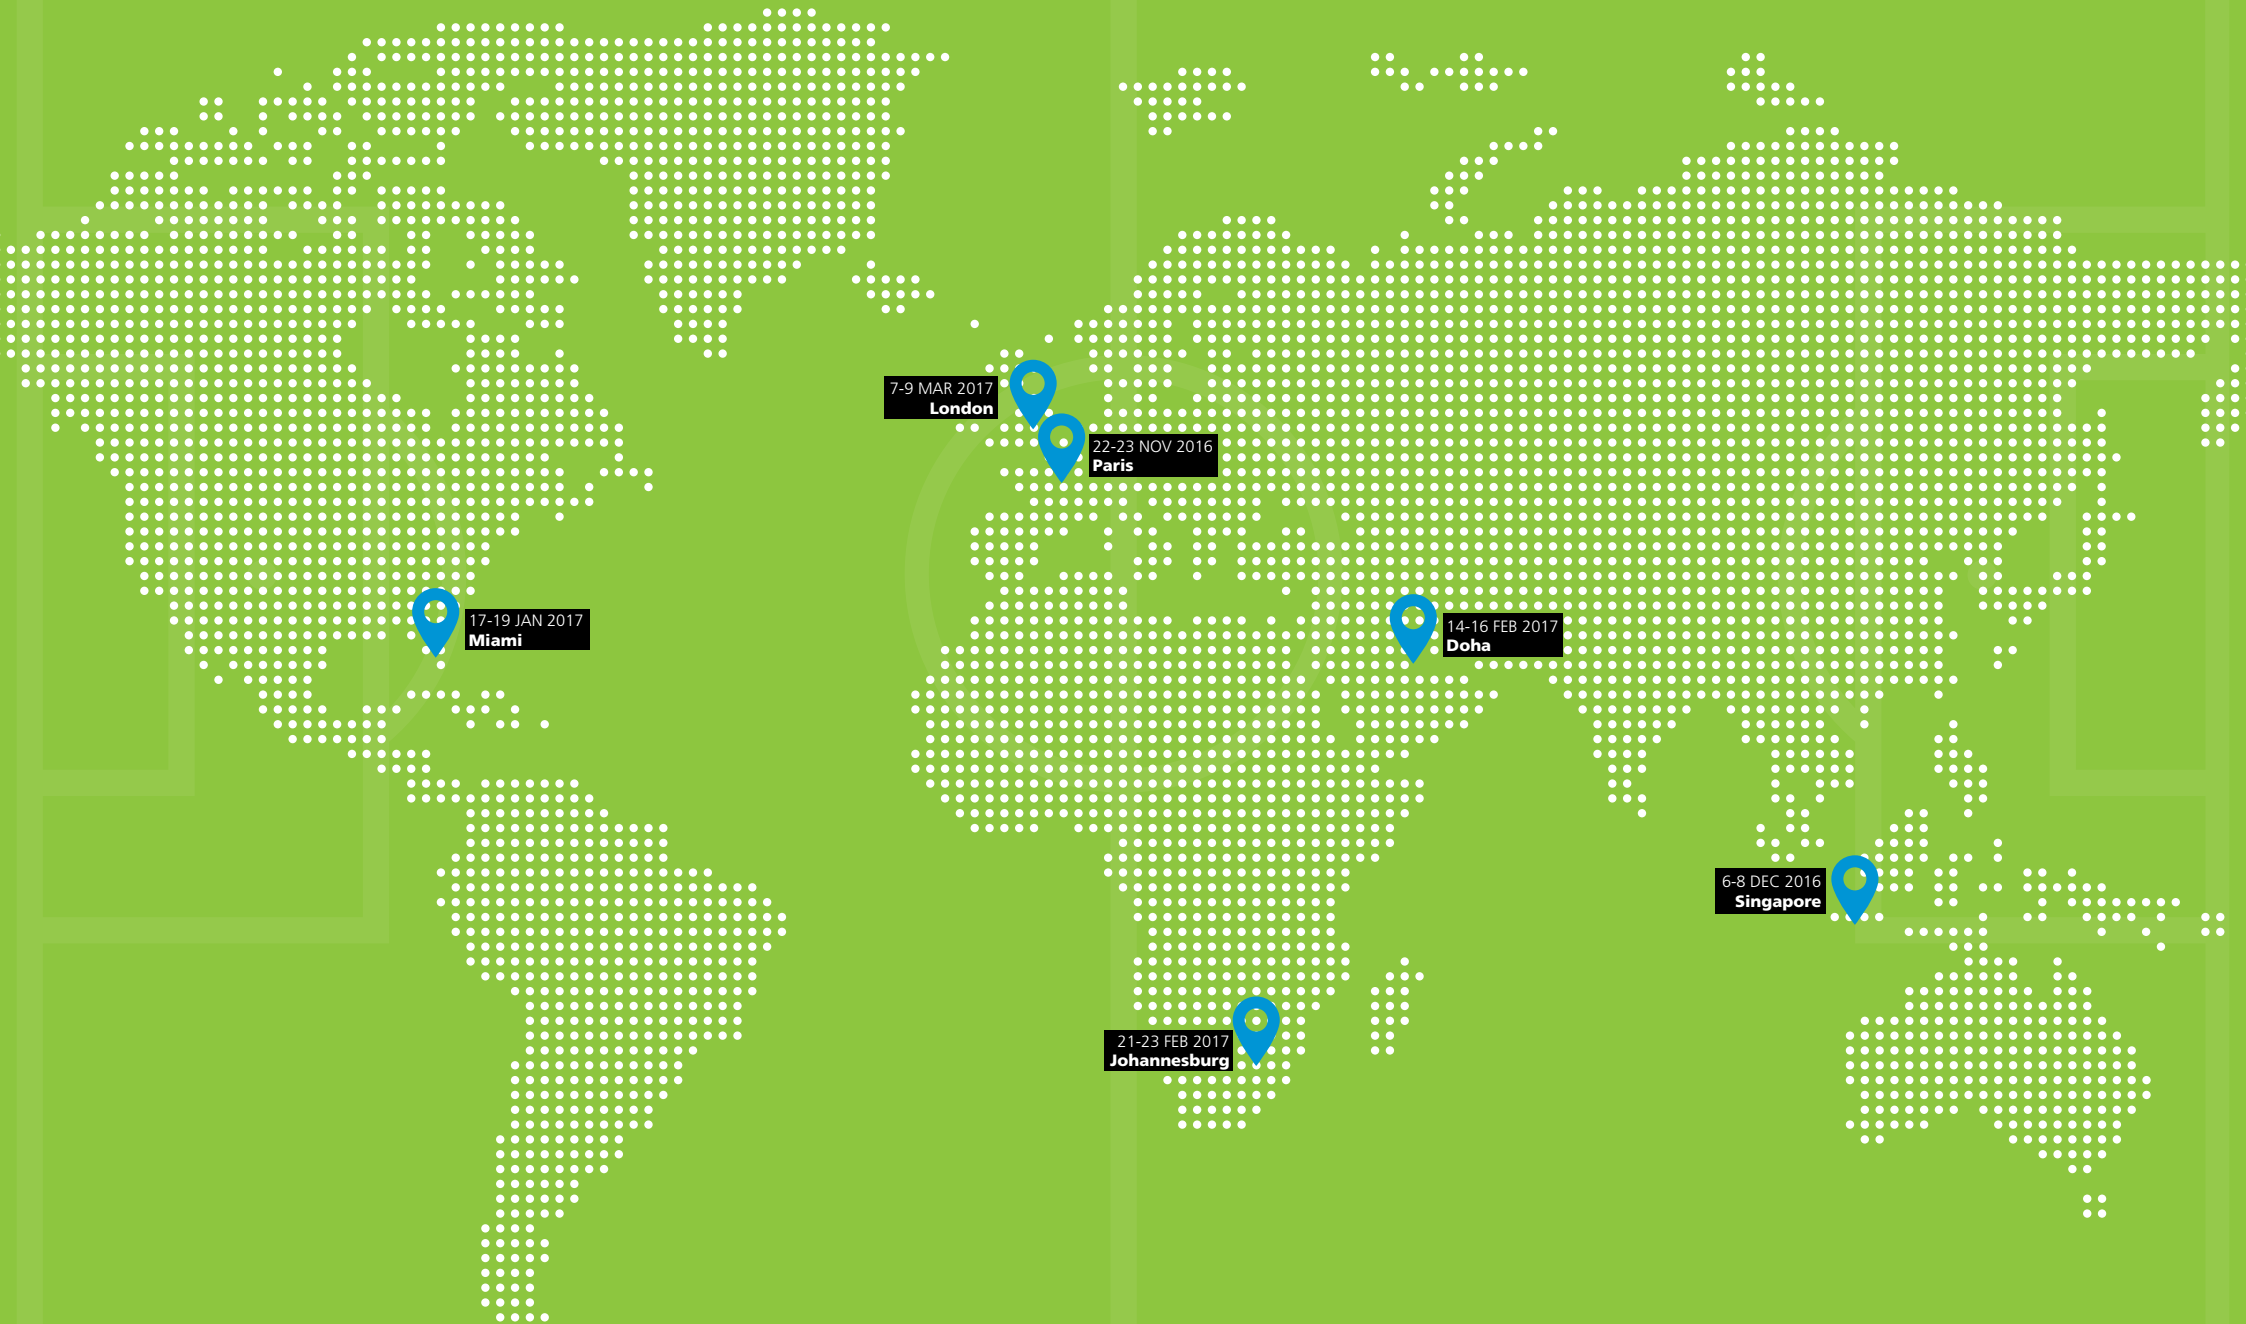 7-9 MAR 2017
London
22-23 NOV 2016
Paris
17-19 JAN 2017
Miami
14-16 FEB 2017
Doha
6-8 DEC 2016
Singapore
21-23 FEB 2017
Johannesburg